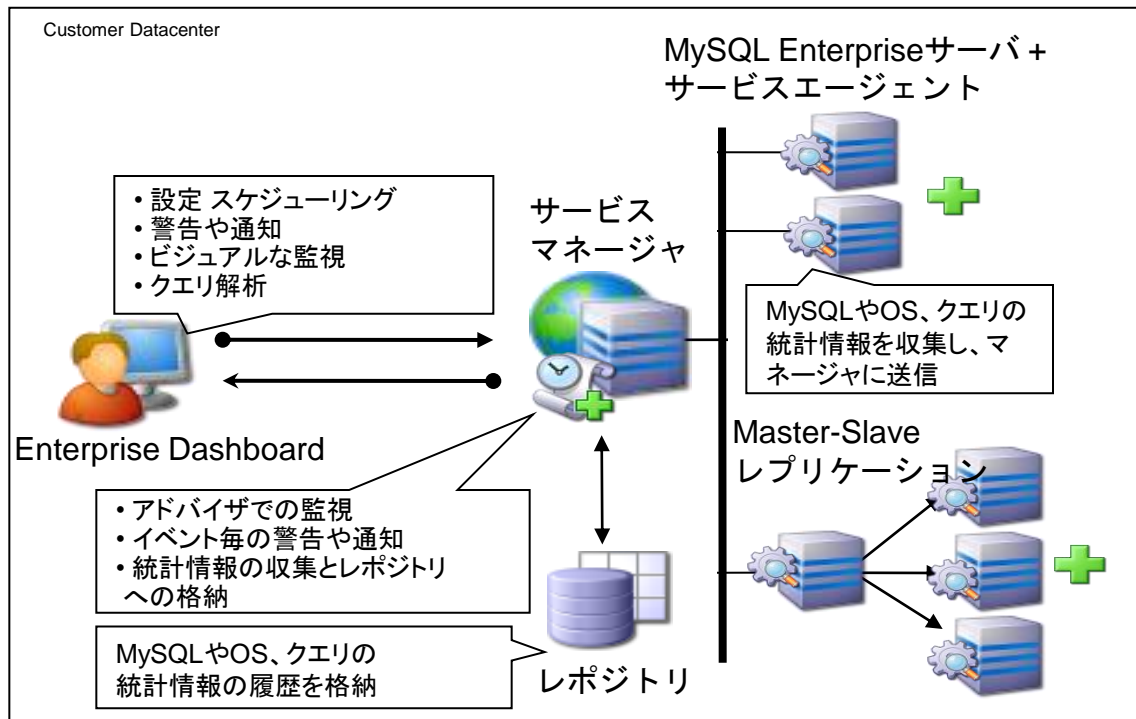 Customer Datacenter
MySQL Enterpriseサーバ +
サービスエージェント
• 設定 スケジューリング
• 警告や通知
• ビジュアルな監視
• クエリ解析
サービス
マネージャ
MySQLやOS、クエリの
統計情報を収集し、マ
ネージャに送信
Enterprise Dashboard
Master-Slave
レプリケーション
• アドバイザでの監視
• イベント毎の警告や通知
• 統計情報の収集とレポジトリ
への格納
MySQLやOS、クエリの
統計情報の履歴を格納
レポジトリ